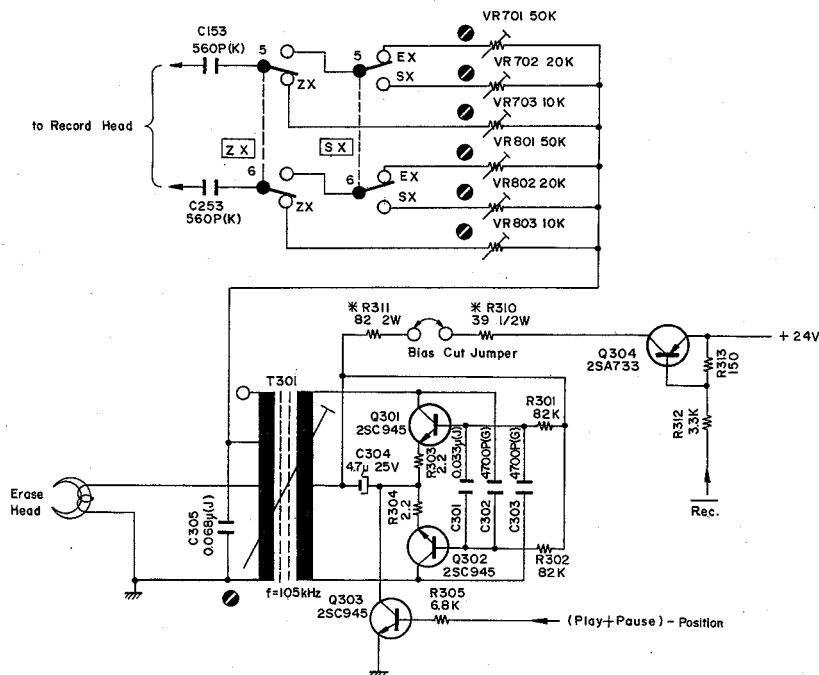 VR701 50K
C153
560P(K)
5
5
EX
VR702 20K
ZX
SX
VR703 10K
to Record Head
ZX
SX
VR801 50K
6
6
EX
VR802 20K
ZX
SX
C253
560P(K)
VR803 10K
* R311
82 2W
* R310
39 1/2W
Bias Cut Jumper
+24V
Q304
2SA733
R313
150
T301
R312
3.3K
Q301
2SC945
R301
82K
R303
2.2
0.033μ(J)
4700P(G)
4700P(G)
C304
4.7μ 25V
Erase
Head
R304
2.2
C301
C302
C303
Rec.
C305
0.068μ(J)
Q302
2SC945
R302
82K
f=105kHz
Q303
2SC945
R305
6.8K
(Play+Pause)-Position